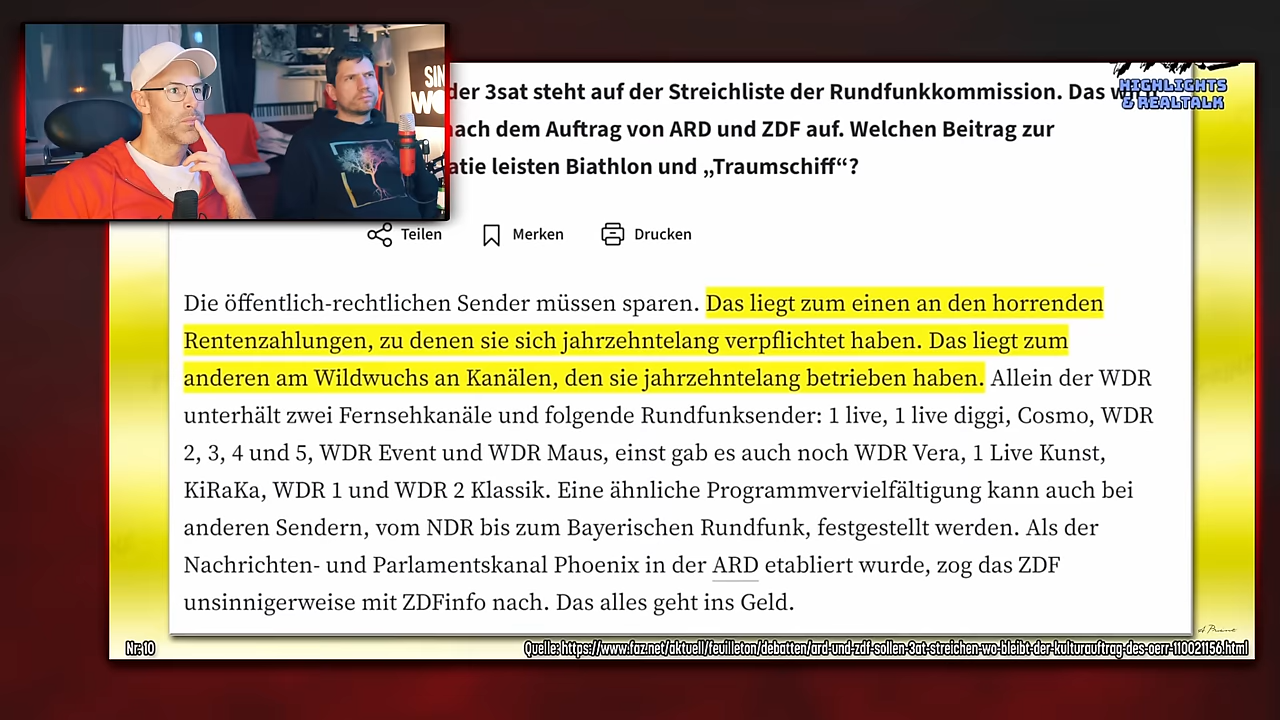 der 3sat steht auf der Streichliste der Rundfunkkommission. Das
nach dem Auftrag von ARD und ZDF auf. Welchen Beitrag zur
atie leisten Biathlon und „Traumschiff“?
HIGHLIGHTS
& REALTALK
SIN
WO
Teilen
Merken
Drucken
Die öffentlich-rechtlichen Sender müssen sparen. Das liegt zum einen an den horrenden
Rentenzahlungen, zu denen sie sich jahrzehntelang verpflichtet haben. Das liegt zum
anderen am Wildwuchs an Kanälen, den sie jahrzehntelang betrieben haben. Allein der WDR
unterhält zwei Fernsehkanäle und folgende Rundfunksender: 1 live, 1 live diggi, Cosmo, WDR
2, 3, 4 und 5, WDR Event und WDR Maus, einst gab es auch noch WDR Vera, 1 Live Kunst,
KiRaKa, WDR 1 und WDR 2 Klassik. Eine ähnliche Programmvervielfältigung kann auch bei
anderen Sendern, vom NDR bis zum Bayerischen Rundfunk, festgestellt werden. Als der
Nachrichten- und Parlamentskanal Phoenix in der ARD etabliert wurde, zog das ZDF
unsinnigerweise mit ZDFinfo nach. Das alles geht ins Geld.
Nr: 10
Quelle: https://www.faz.net/aktuell/feuilleton/debatten/ard-und-zdf-sollen-3at-streichen-wo-bleibt-der-kulturauftrag-des-oerr-110021156.html